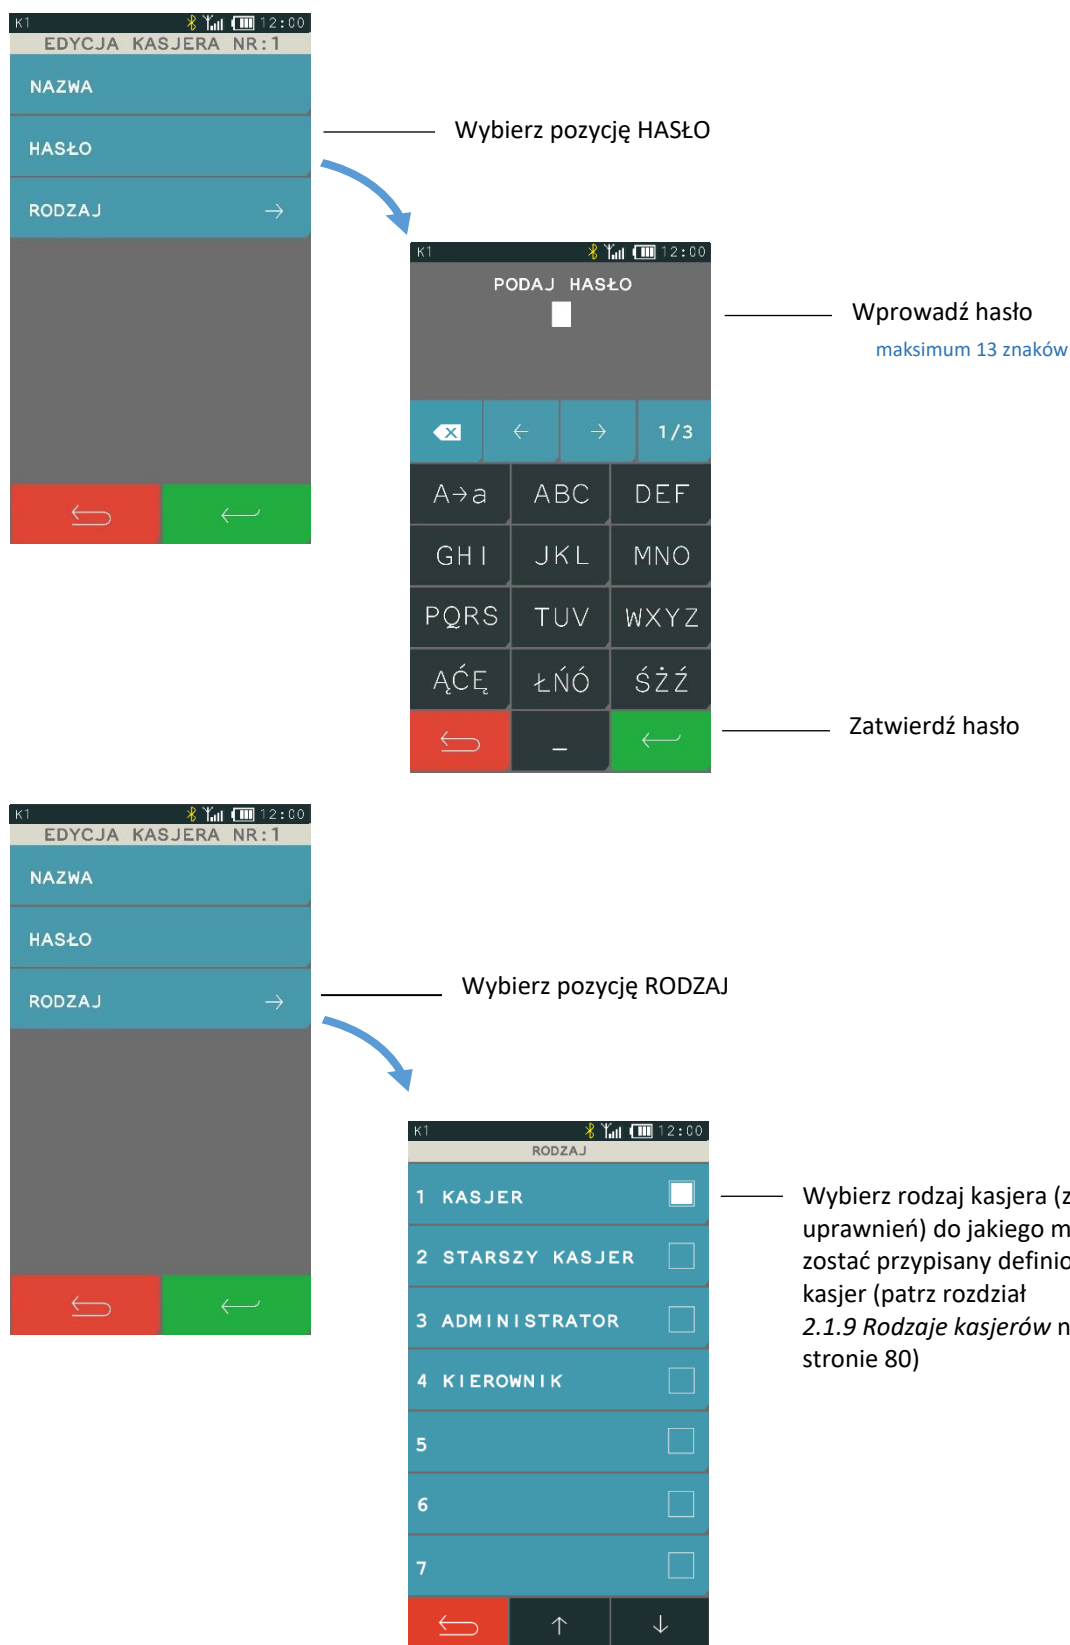 K1 12:00
EDYCJA KASJERA NR:1
NAZWA
HASŁO
RODZAJ →
Wybierz pozycję HASŁO
K1 12:00
PODAJ HASŁO
← → 1/3
A→a ABC DEF
GHI JKL MNO
PQRS TUV WXYZ
ĄĆĘ ŁŃÓ ŚŻŹ
_
Wprowadź hasło
maksimum 13 znaków
Zatwierdź hasło
K1 12:00
EDYCJA KASJERA NR:1
NAZWA
HASŁO
RODZAJ →
Wybierz pozycję RODZAJ
K1 12:00
RODZAJ
1 KASJER
2 STARSZY KASJER
3 ADMINISTRATOR
4 KIEROWNIK
5
6
7
↑ ↓
Wybierz rodzaj kasjera (z
uprawnień) do jakiego m
zostać przypisany definio
kasjer (patrz rozdział
2.1.9 Rodzaje kasjerów n
stronie 80)